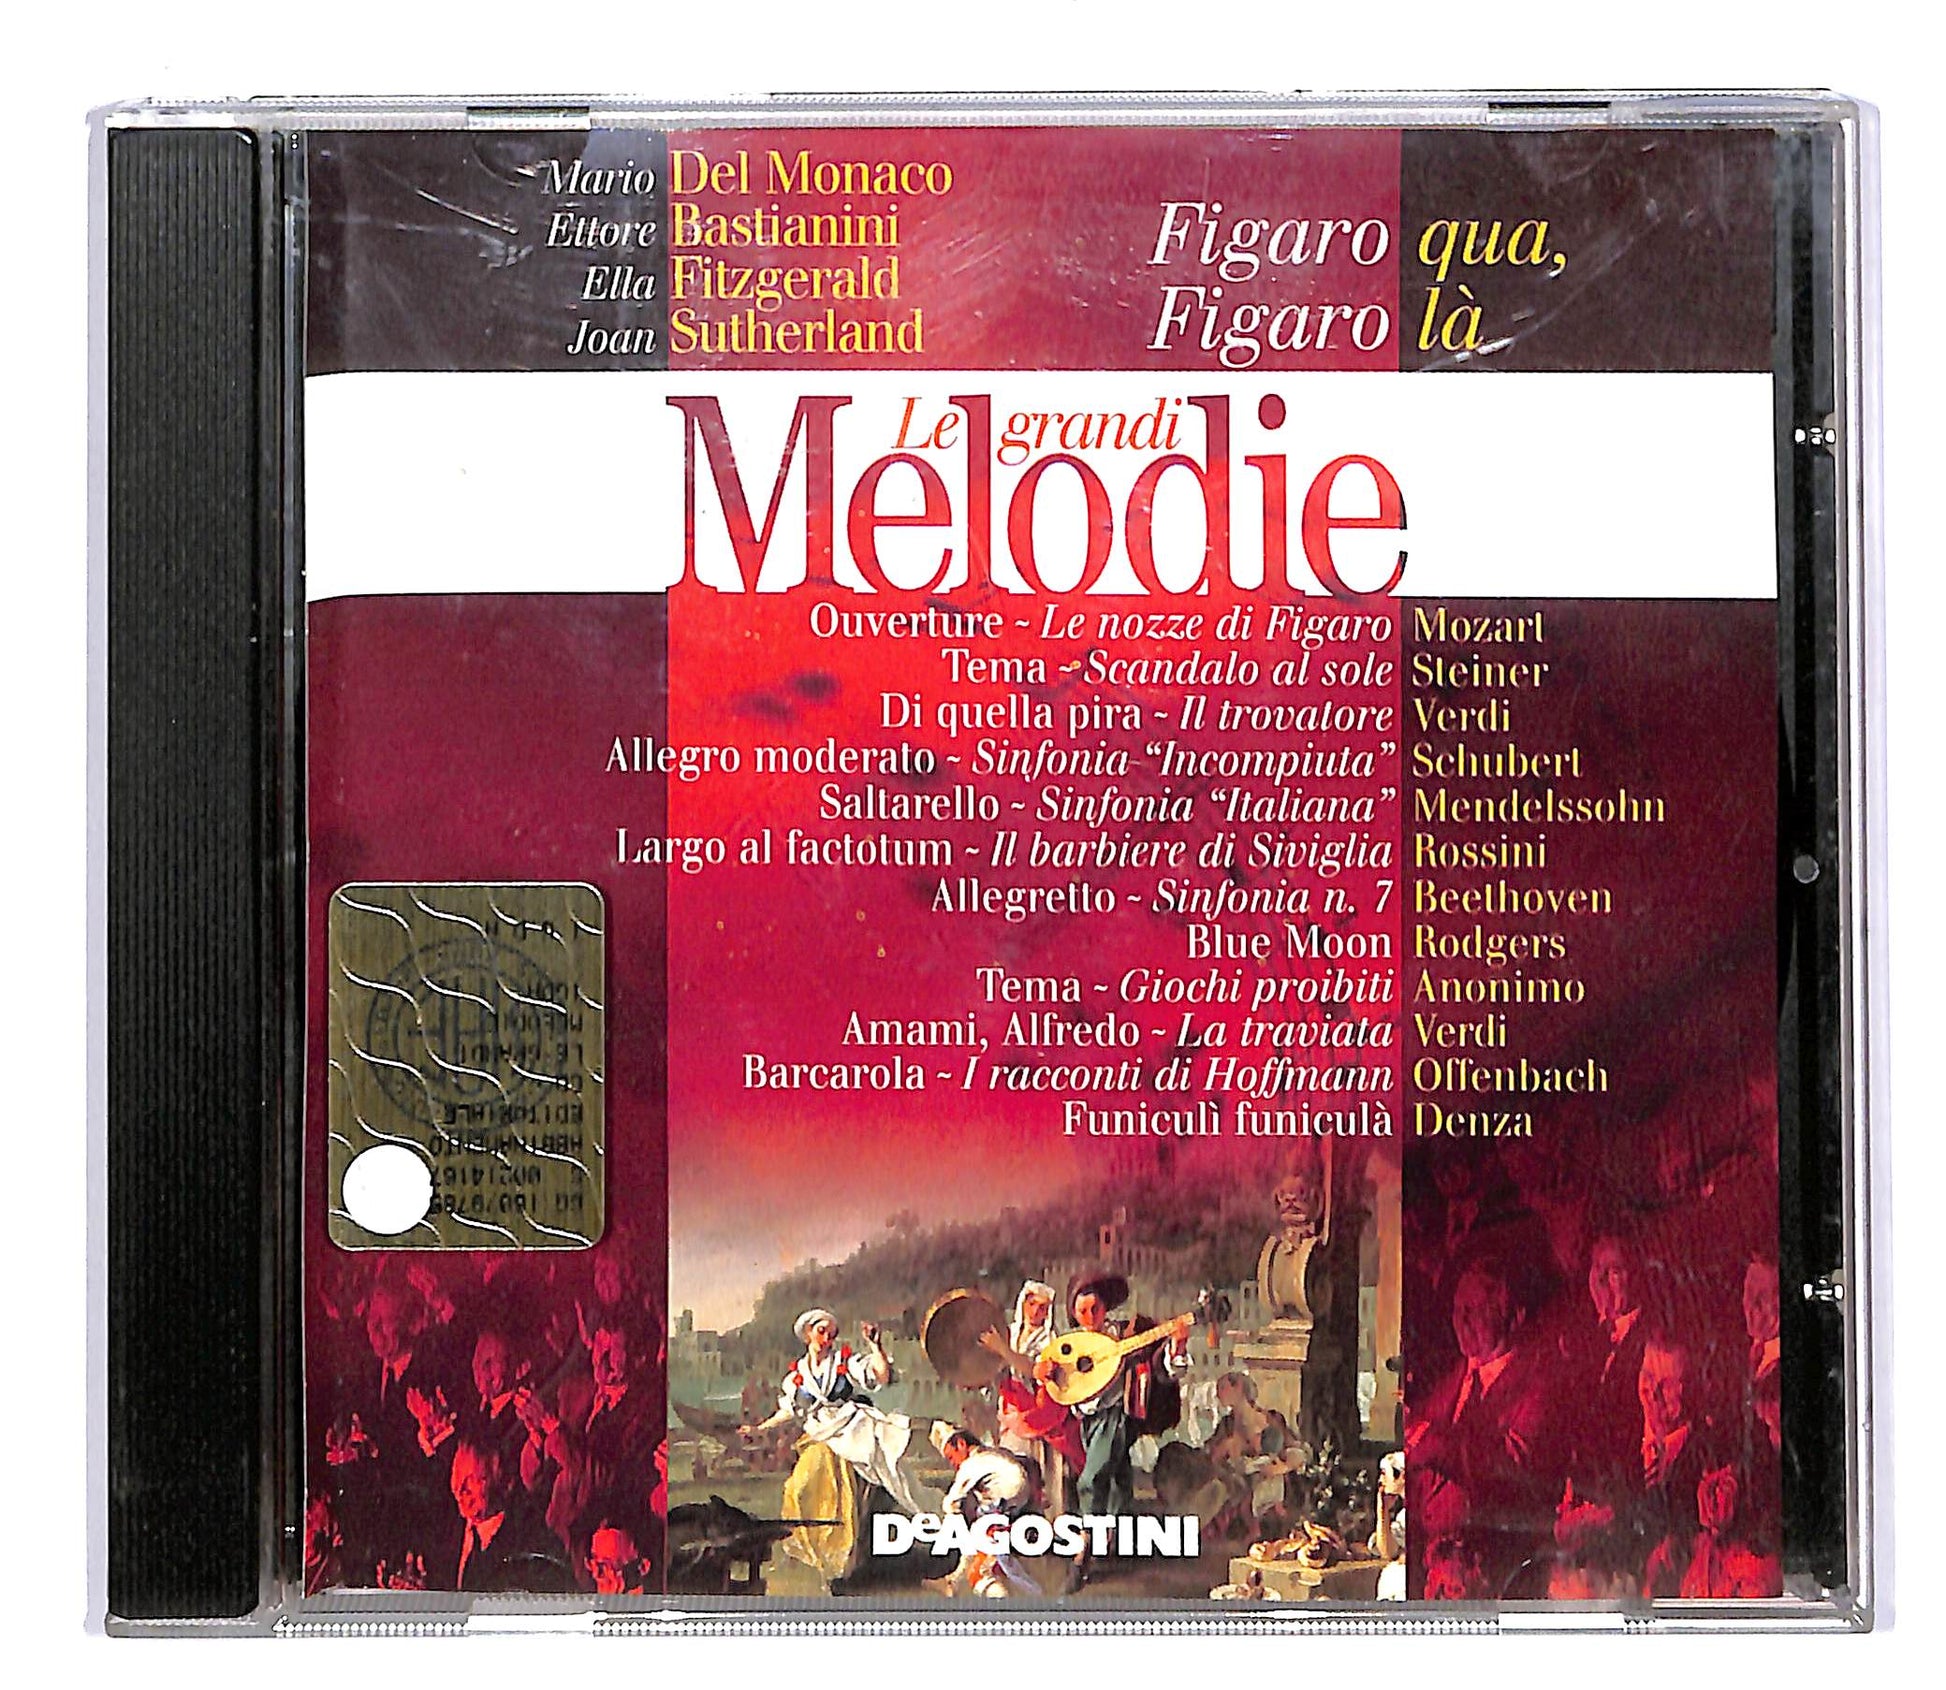 Mario Del Monaco
Ettore Bastianini
Ella Fitzgerald
Joan Sutherland
Figaro qua,
Figaro là
Le grandi
Melodie
Ouverture ~ Le nozze di Figaro Mozart
Tema ~ Scandalo al sole Steiner
Di quella pira ~ Il trovatore Verdi
Allegro moderato ~ Sinfonia "Incompiuta" Schubert
Saltarello ~ Sinfonia "Italiana" Mendelssohn
Largo al factotum ~ Il barbiere di Siviglia Rossini
Allegretto ~ Sinfonia n. 7 Beethoven
Blue Moon Rodgers
Tema ~ Giochi proibiti Anonimo
Amami, Alfredo ~ La traviata Verdi
Barcarola ~ I racconti di Hoffmann Offenbach
Funiculì funiculà Denza
DeAGOSTINI